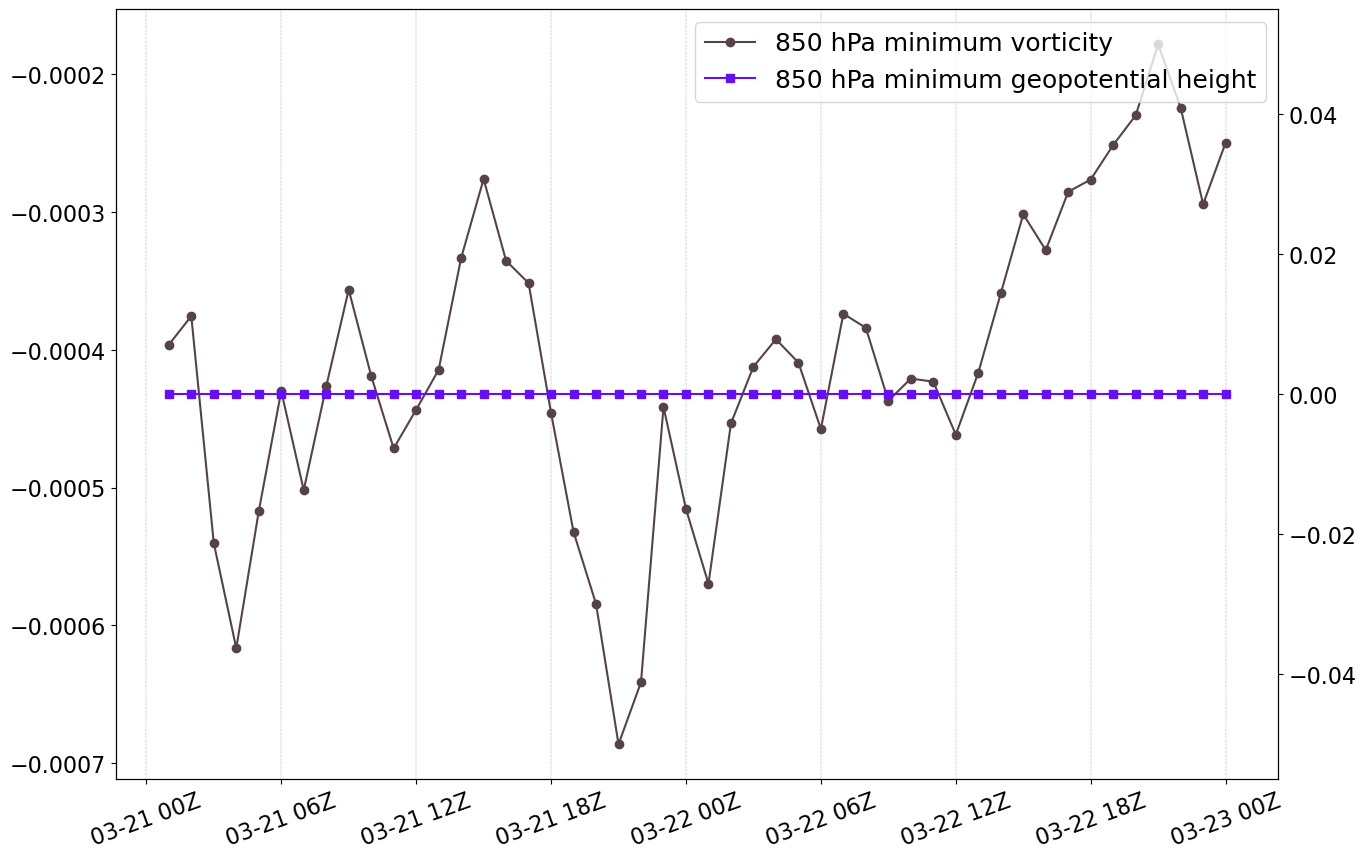 850 hPa minimum vorticity
850 hPa minimum geopotential height
−0.0002
−0.0003
−0.0004
−0.0005
−0.0006
−0.0007
0.04
0.02
0.00
−0.02
−0.04
03-21 00Z
03-21 06Z
03-21 12Z
03-21 18Z
03-22 00Z
03-22 06Z
03-22 12Z
03-22 18Z
03-23 00Z